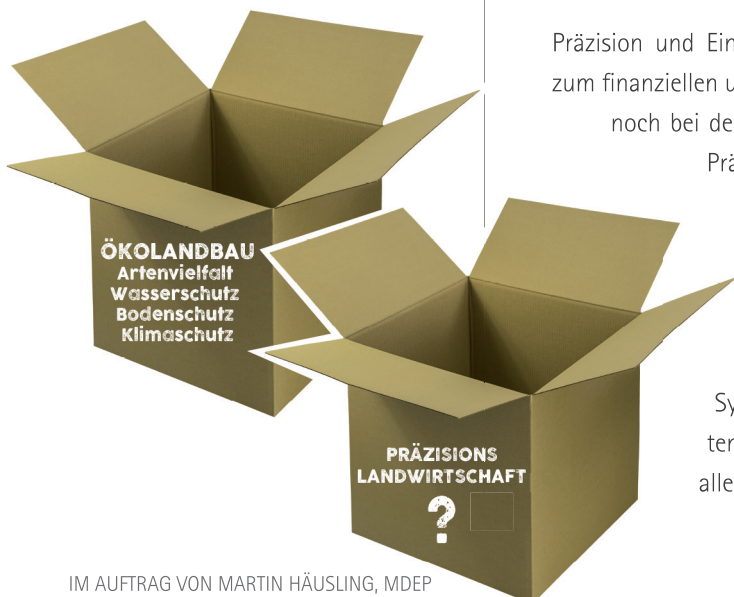 Präzision und Ein
zum finanziellen u
noch bei de
Prä
ÖKOLANDBAU
Artenvielfalt
Wasserschutz
Bodenschutz
Klimaschutz
Sy
ter
alle
PRÄZISIONS
LANDWIRTSCHAFT
?
IM AUFTRAG VON MARTIN HÄUSLING, MDEP